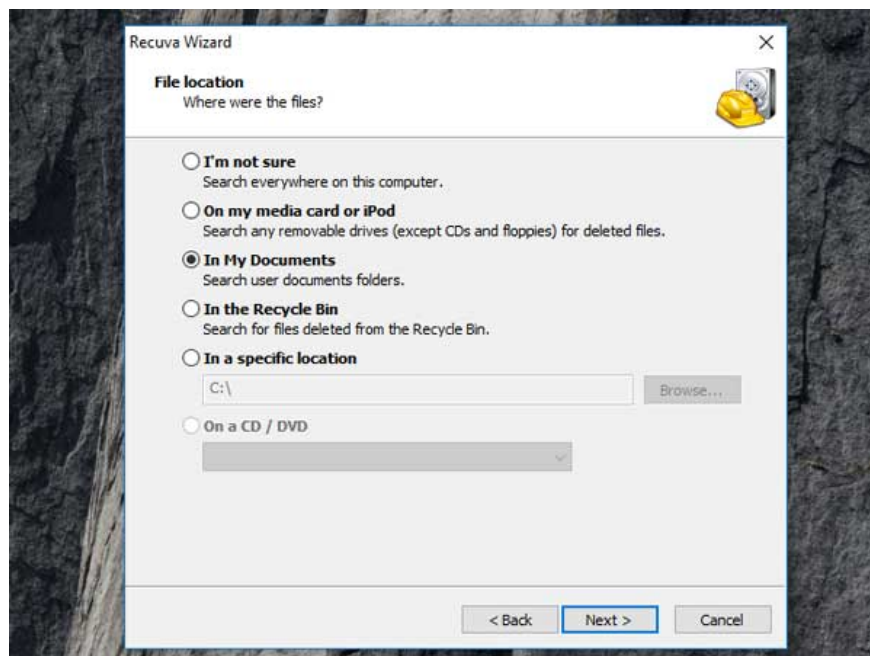 Recuva Wizard
File location
Where were the files?
I'm not sure
Search everywhere on this computer.
On my media card or iPod
Search any removable drives (except CDs and floppies) for deleted files.
In My Documents
Search user documents folders.
In the Recycle Bin
Search for files deleted from the Recycle Bin.
In a specific location
C:\
Browse...
On a CD / DVD
< Back Next > Cancel